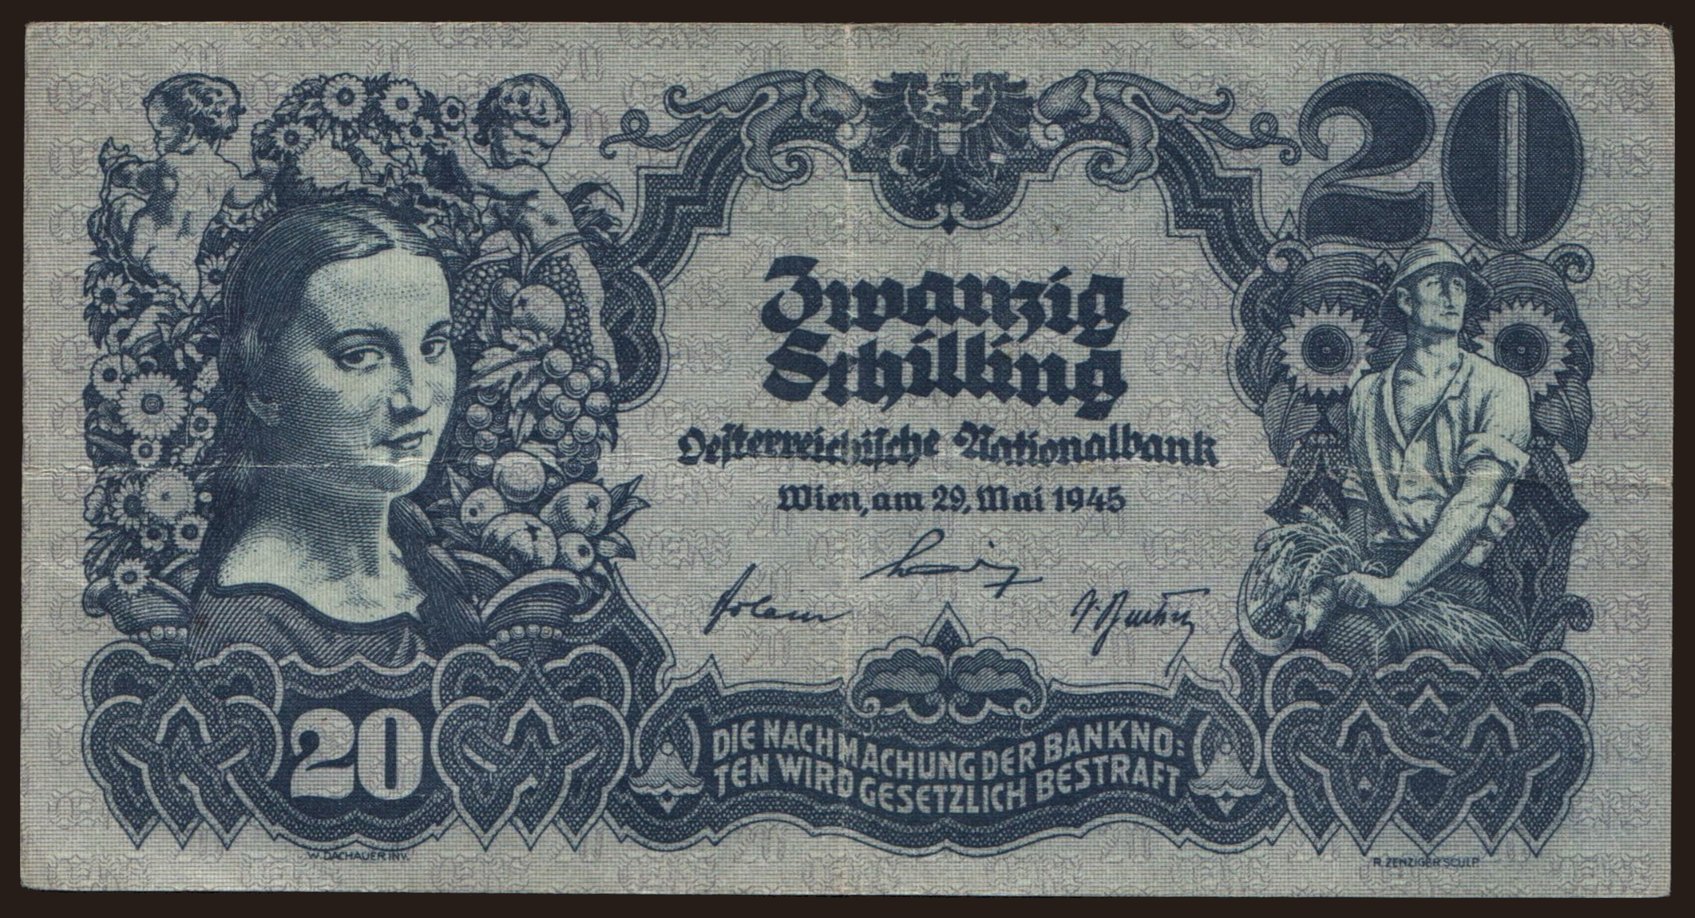 20
Zwanzig
Schilling
Oesterreichische Nationalbank
Wien, am 29. Mai 1945
20
DIE NACHMACHUNG DER BANKNO=
TEN WIRD GESETZLICH BESTRAFT
W. DACHAUER INV.
R. ZENZIGER SCULP.